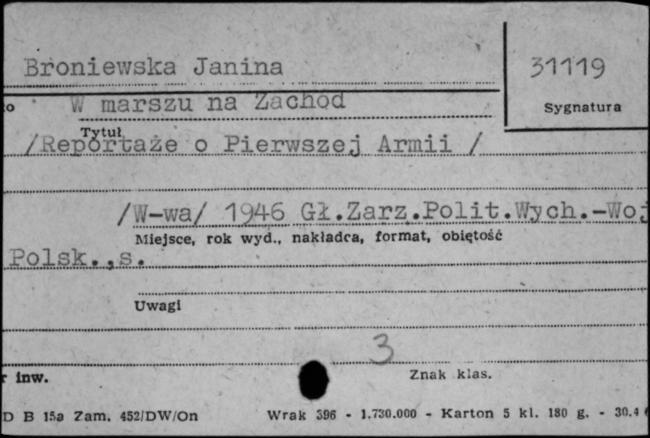 Broniewska Janina
31119
W marszu na Zachód
Sygnatura
Tytuł
/Reportaże o Pierwszej Armii /
/W-wa/ 1946 Gł.Zarz.Polit.Wych.-Woj
Miejsce, rok wyd., nakładca, format, objętość
Polsk.,s.
Uwagi
3
r inw.
Znak klas.
D B 15a Zam. 452/DW/On Wrak 396 - 1.730.000 - Karton 5 kl. 180 g. - 30.4